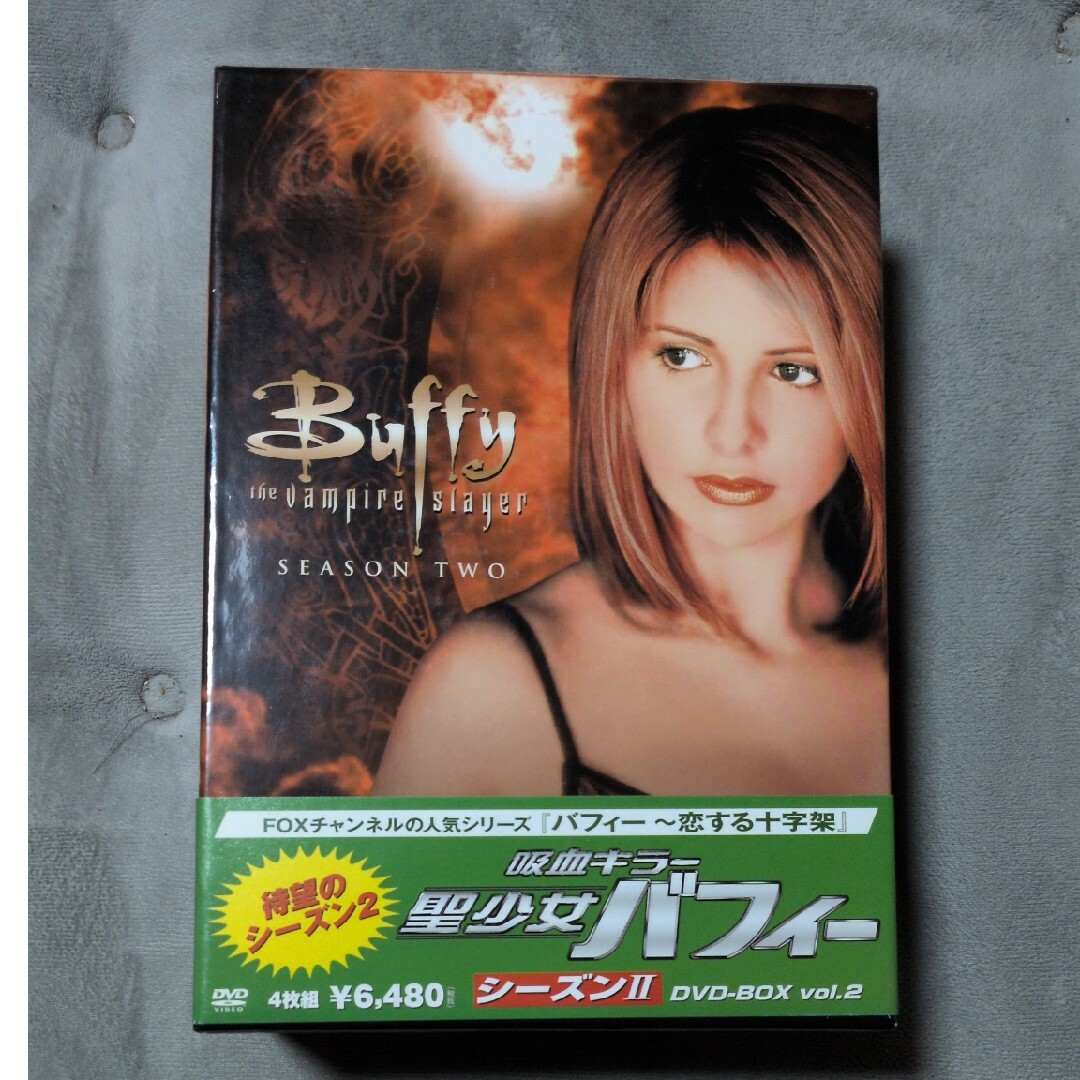 Buffy
the vampire slayer
SEASON TWO
FOXチャンネルの人気シリーズ『バフィー ～恋する十字架』
待望の
シーズン2
吸血キラー
聖少女バフィー
DVD
VIDEO
4枚組 ¥6,480
シーズンII DVD-BOX vol.2